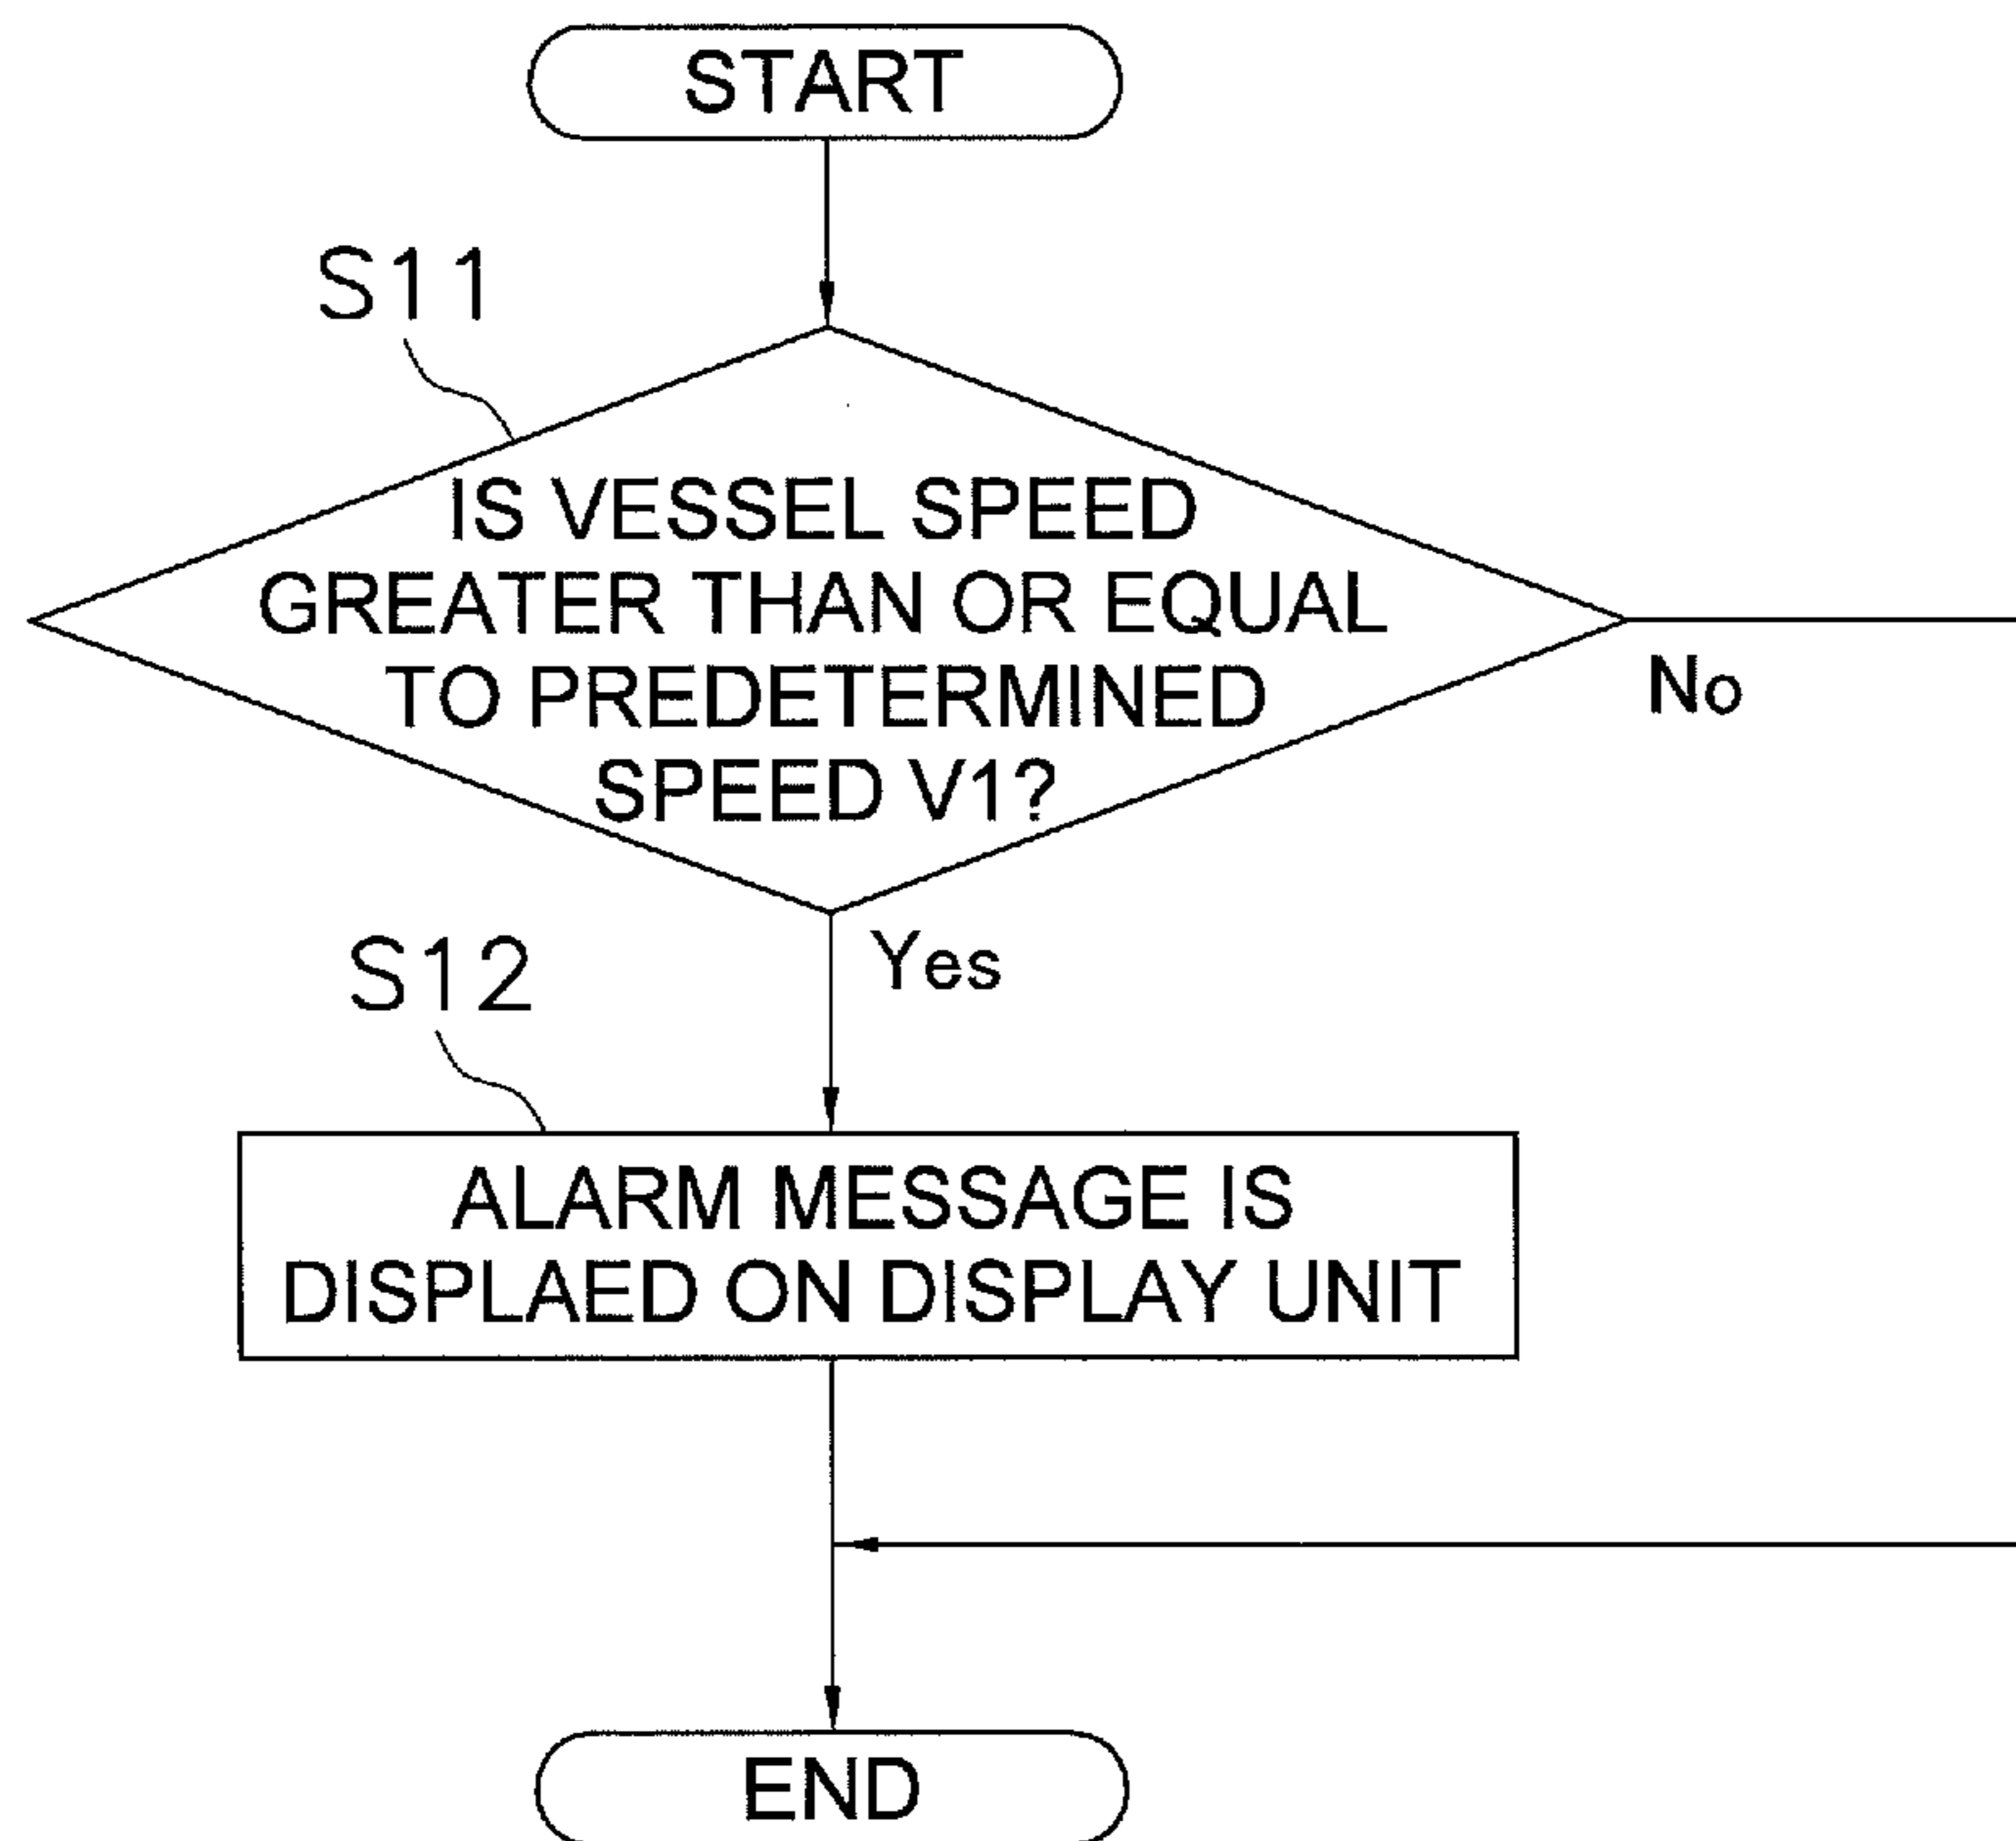 START
S11
IS VESSEL SPEED
GREATER THAN OR EQUAL
TO PREDETERMINED
SPEED V1?
No
Yes
S12
ALARM MESSAGE IS
DISPLAED ON DISPLAY UNIT
END